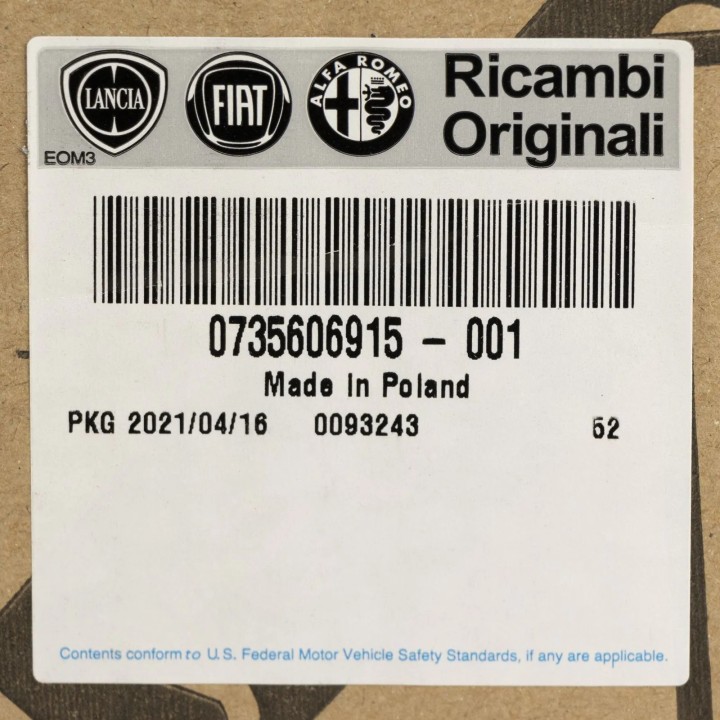 LANCIA FIAT ALFA ROMEO Ricambi
Originali
EOM3
0735606915 - 001
Made In Poland
PKG 2021/04/16 0093243 52
Contents conform to U.S. Federal Motor Vehicle Safety Standards, if any are applicable.